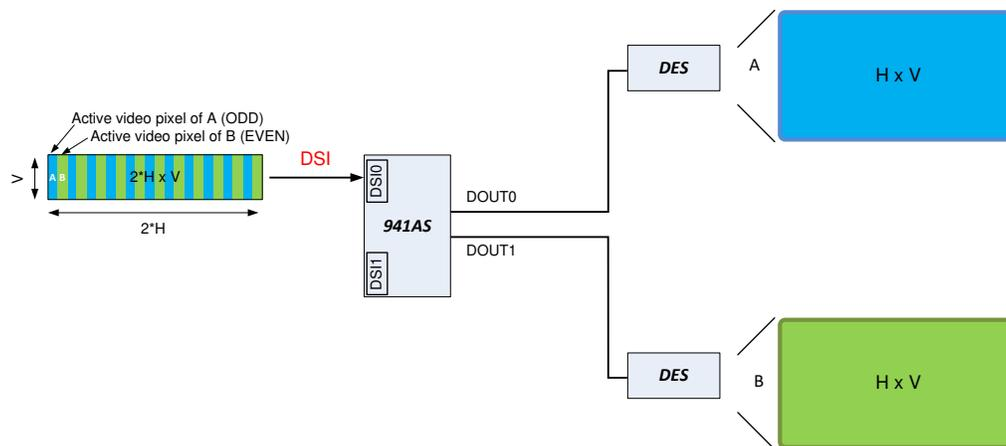 Active video pixel of A (ODD)
Active video pixel of B (EVEN)
V
A B
2*H x V
2*H
DSI
DSI0
941AS
DSI1
DOUT0
DOUT1
DES
A
H x V
DES
B
H x V